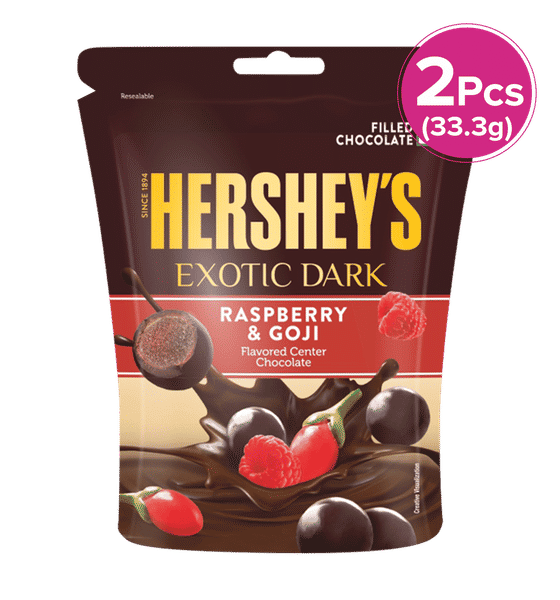 2Pcs
(33.3g)
Resealable
FILLED
CHOCOLATE
SINCE 1894
HERSHEY'S
EXOTIC DARK
RASPBERRY
& GOJI
Flavored Center
Chocolate
Creative Visualization